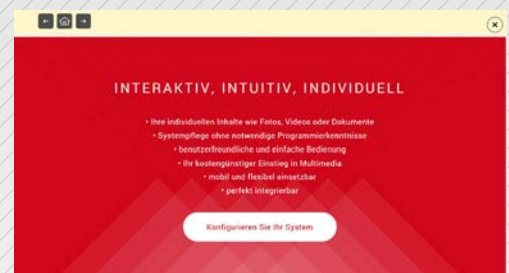 INTERAKTIV, INTUITIV, INDIVIDUELL
• Ihre individuellen Inhalte wie Fotos, Videos oder Dokumente
• Systempflege ohne notwendige Programmierkenntnisse
• benutzerfreundliche und einfache Bedienung
• Ihr kostengünstiger Einstieg in Multimedia
• mobil und flexibel einsetzbar
• perfekt integrierbar
Konfigurieren Sie Ihr System